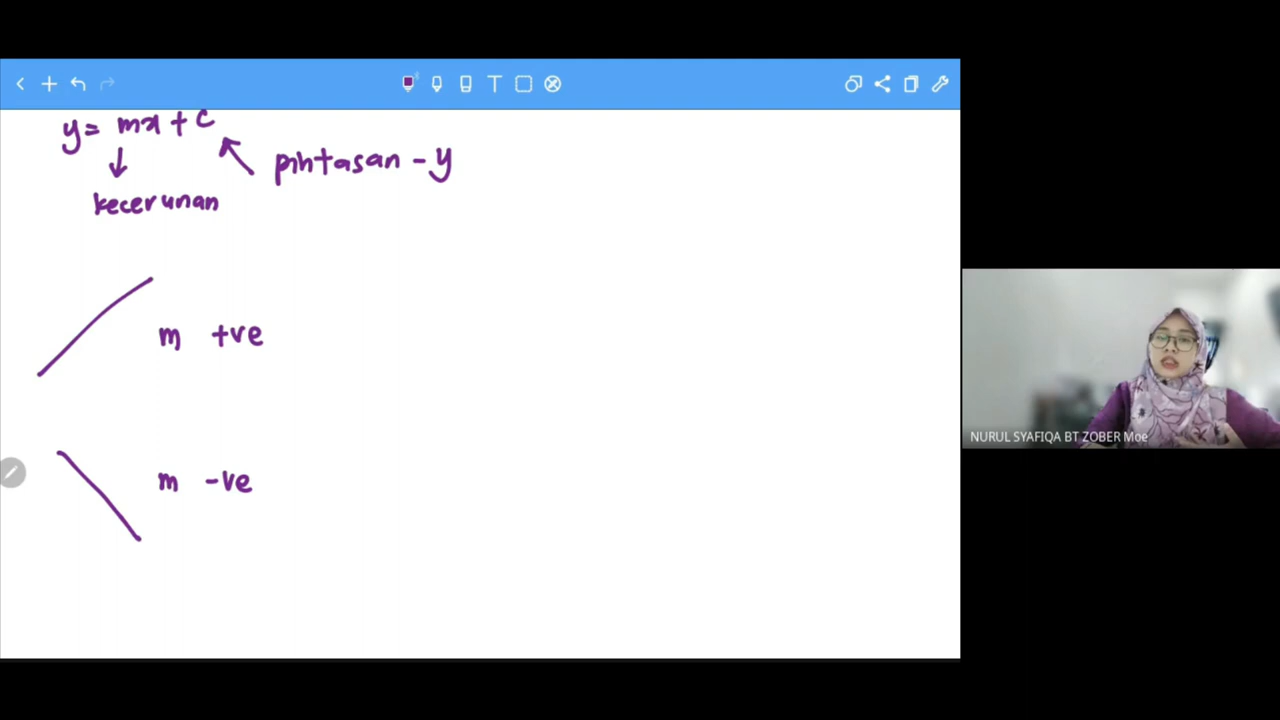 y = mx + c
pintasan - y
kecerunan
m +ve
m -ve
NURUL SYAFIQA BT ZOBER Moe